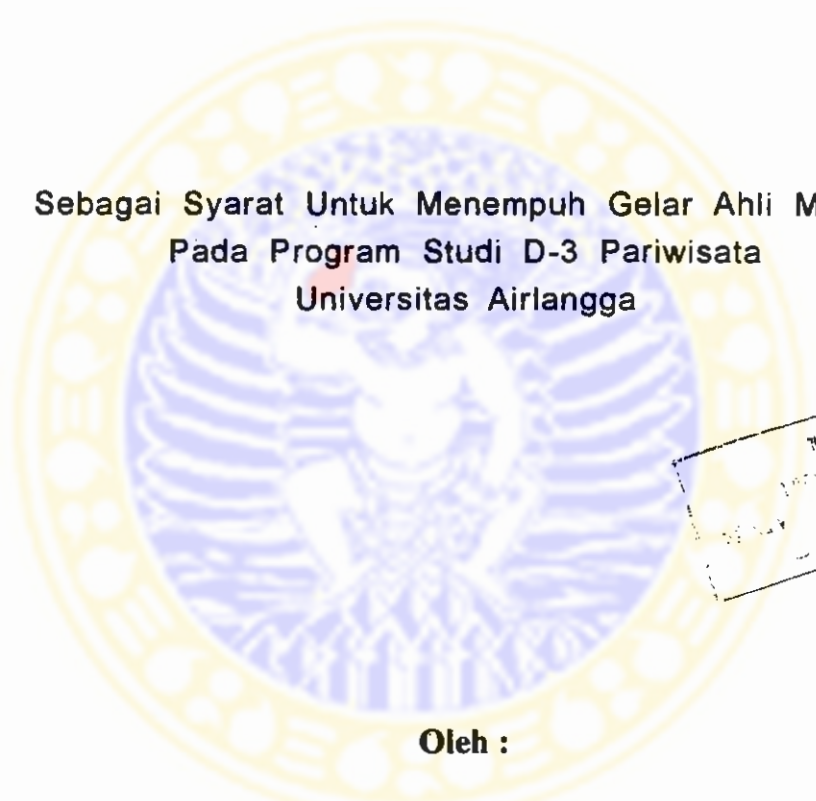 Sebagai Syarat Untuk Menempuh Gelar Ahli M
Pada Program Studi D-3 Pariwisata
Universitas Airlangga
Oleh :